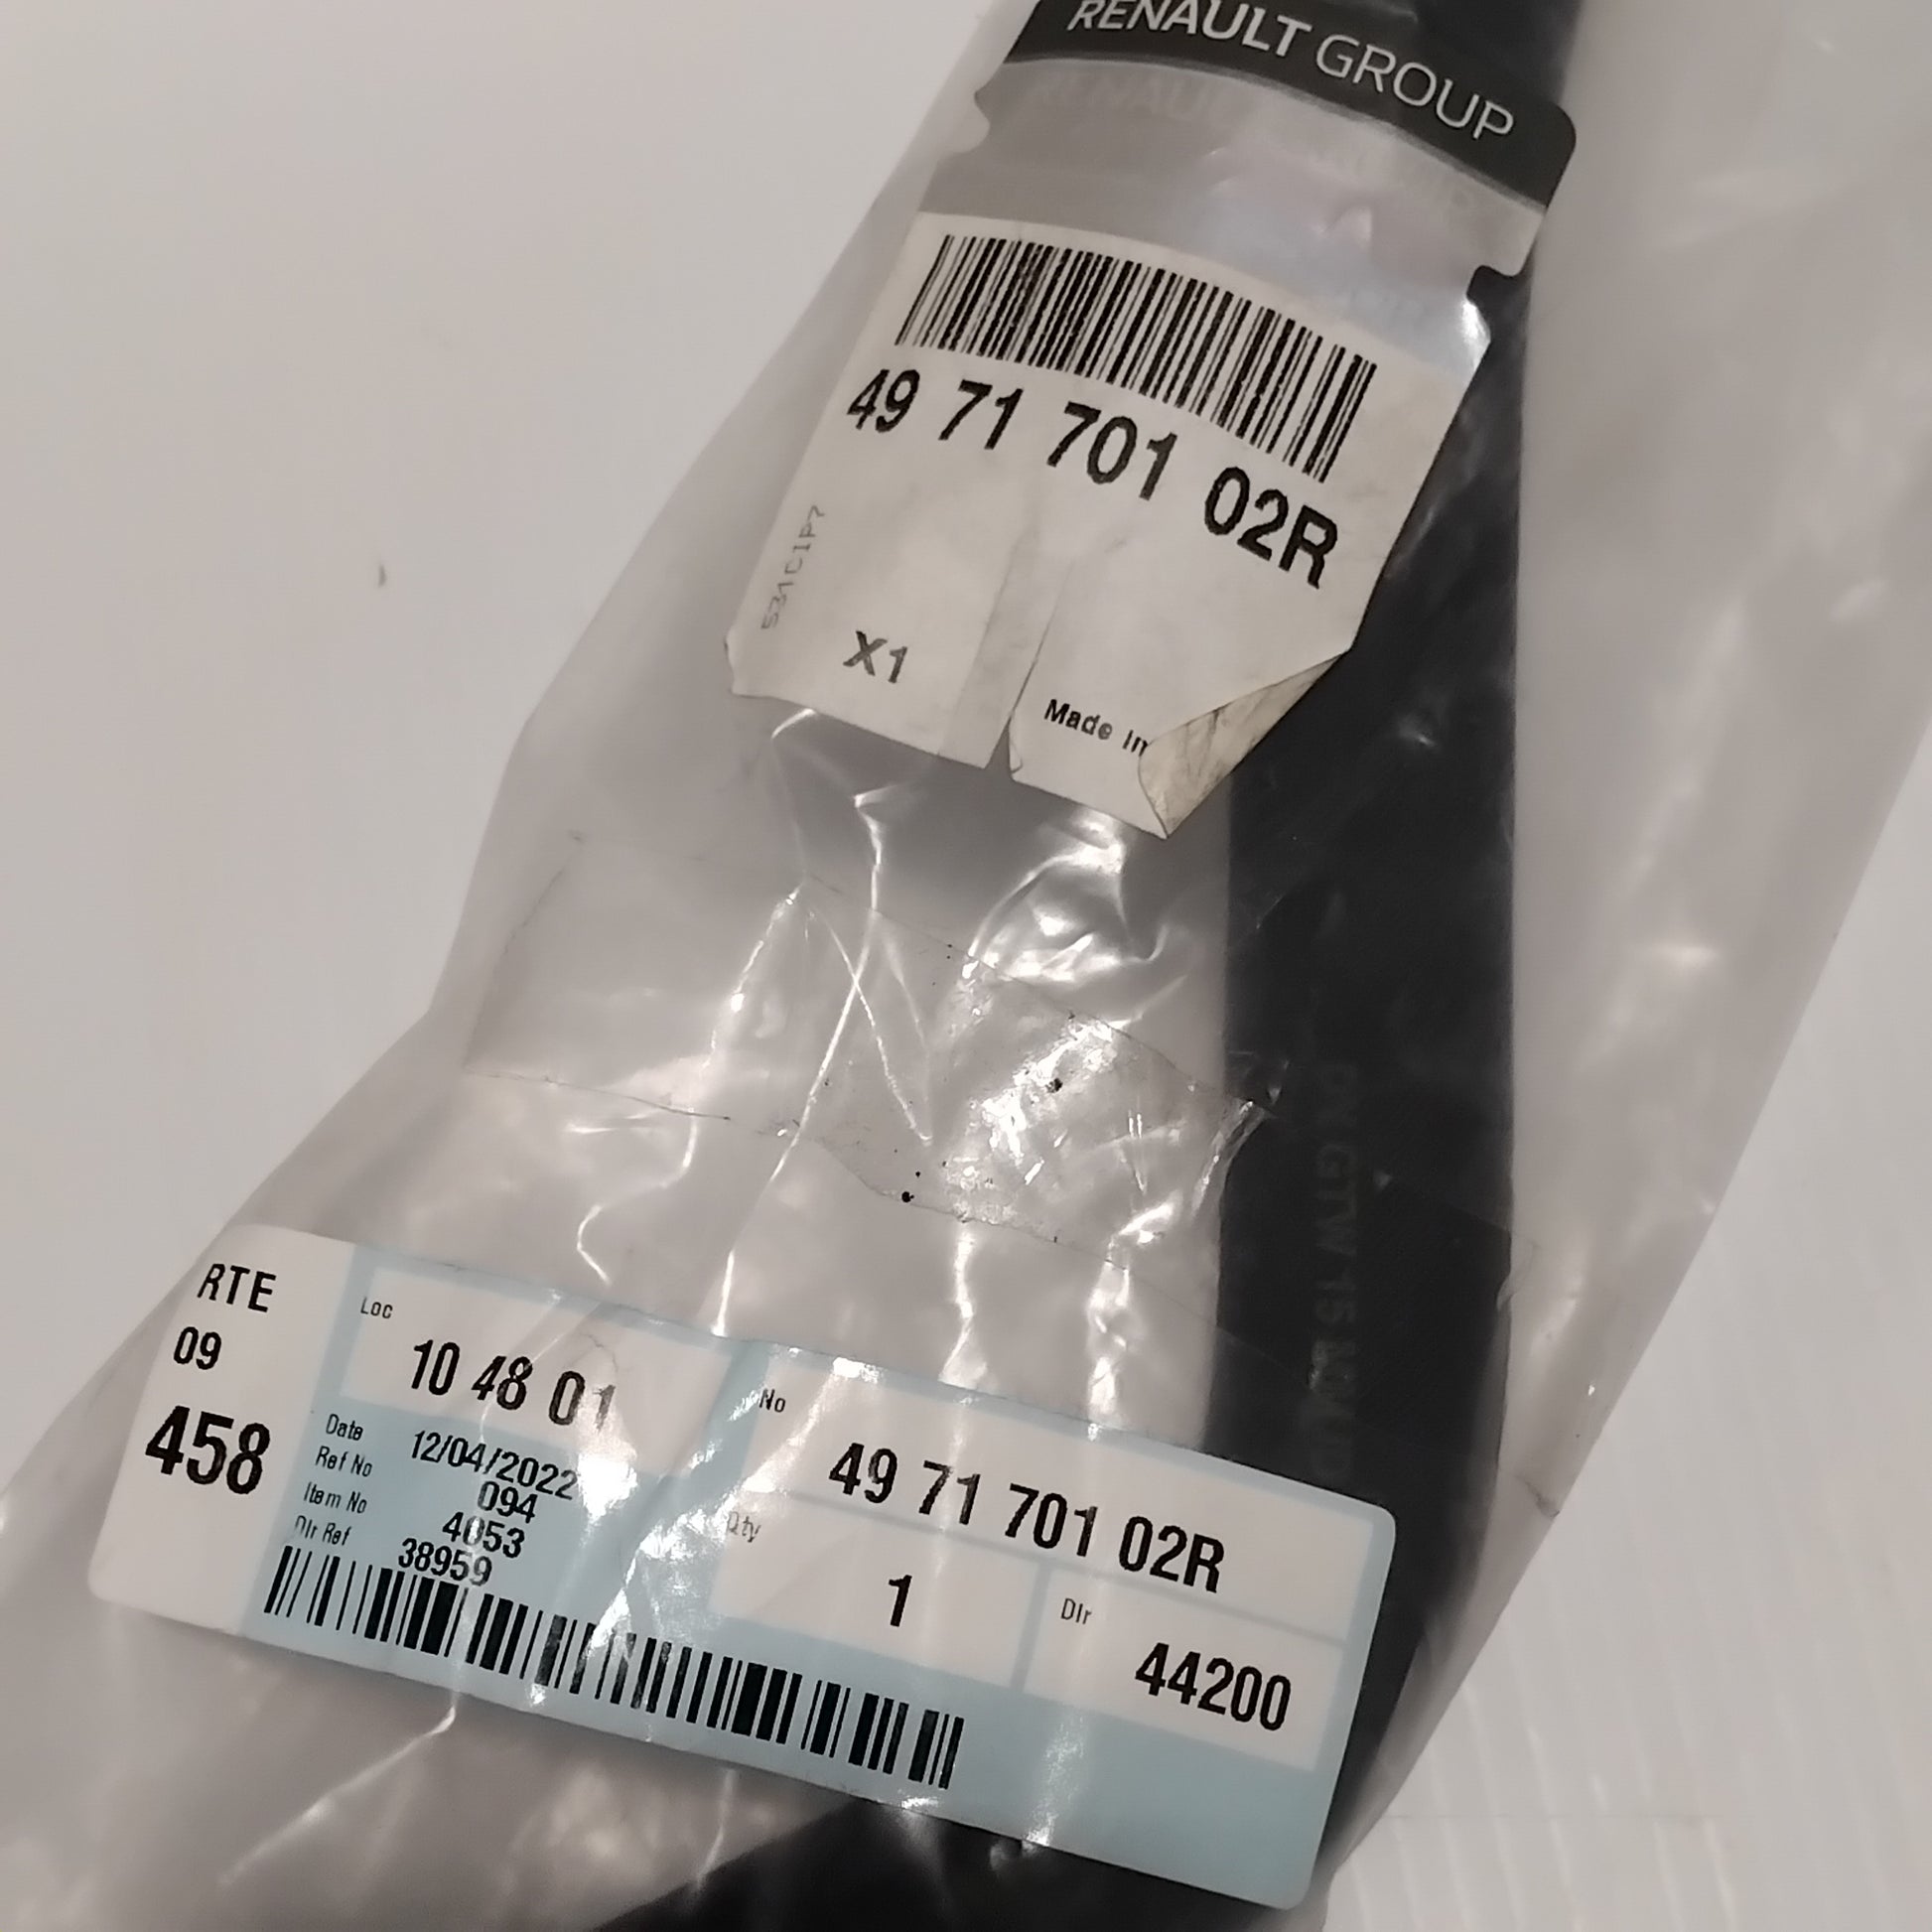 RENAULT GROUP
49 71 701 02R
531C1P7
X1
Made in
RTE
09
458
Loc
10 48 01
Date 12/04/2022
Ref No 094
Item No 4053
Dlr Ref 38959
No
49 71 701 02R
Qty
1
Dlr
44200